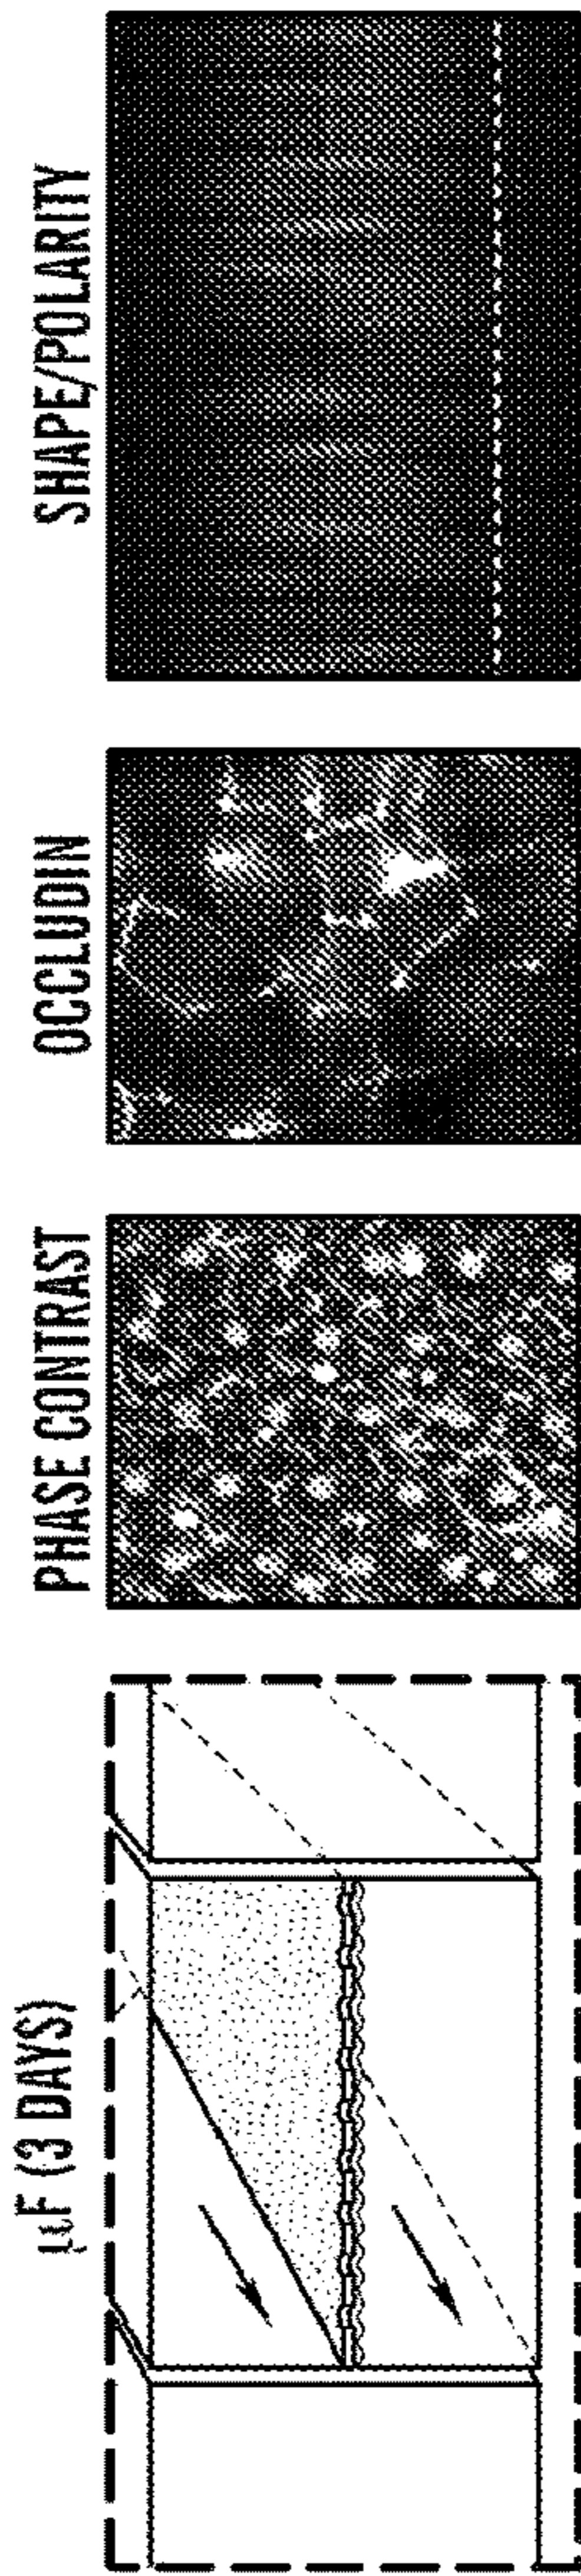 µF (3 DAYS)
PHASE CONTRAST
OCCLUDIN
SHAPE/POLARITY